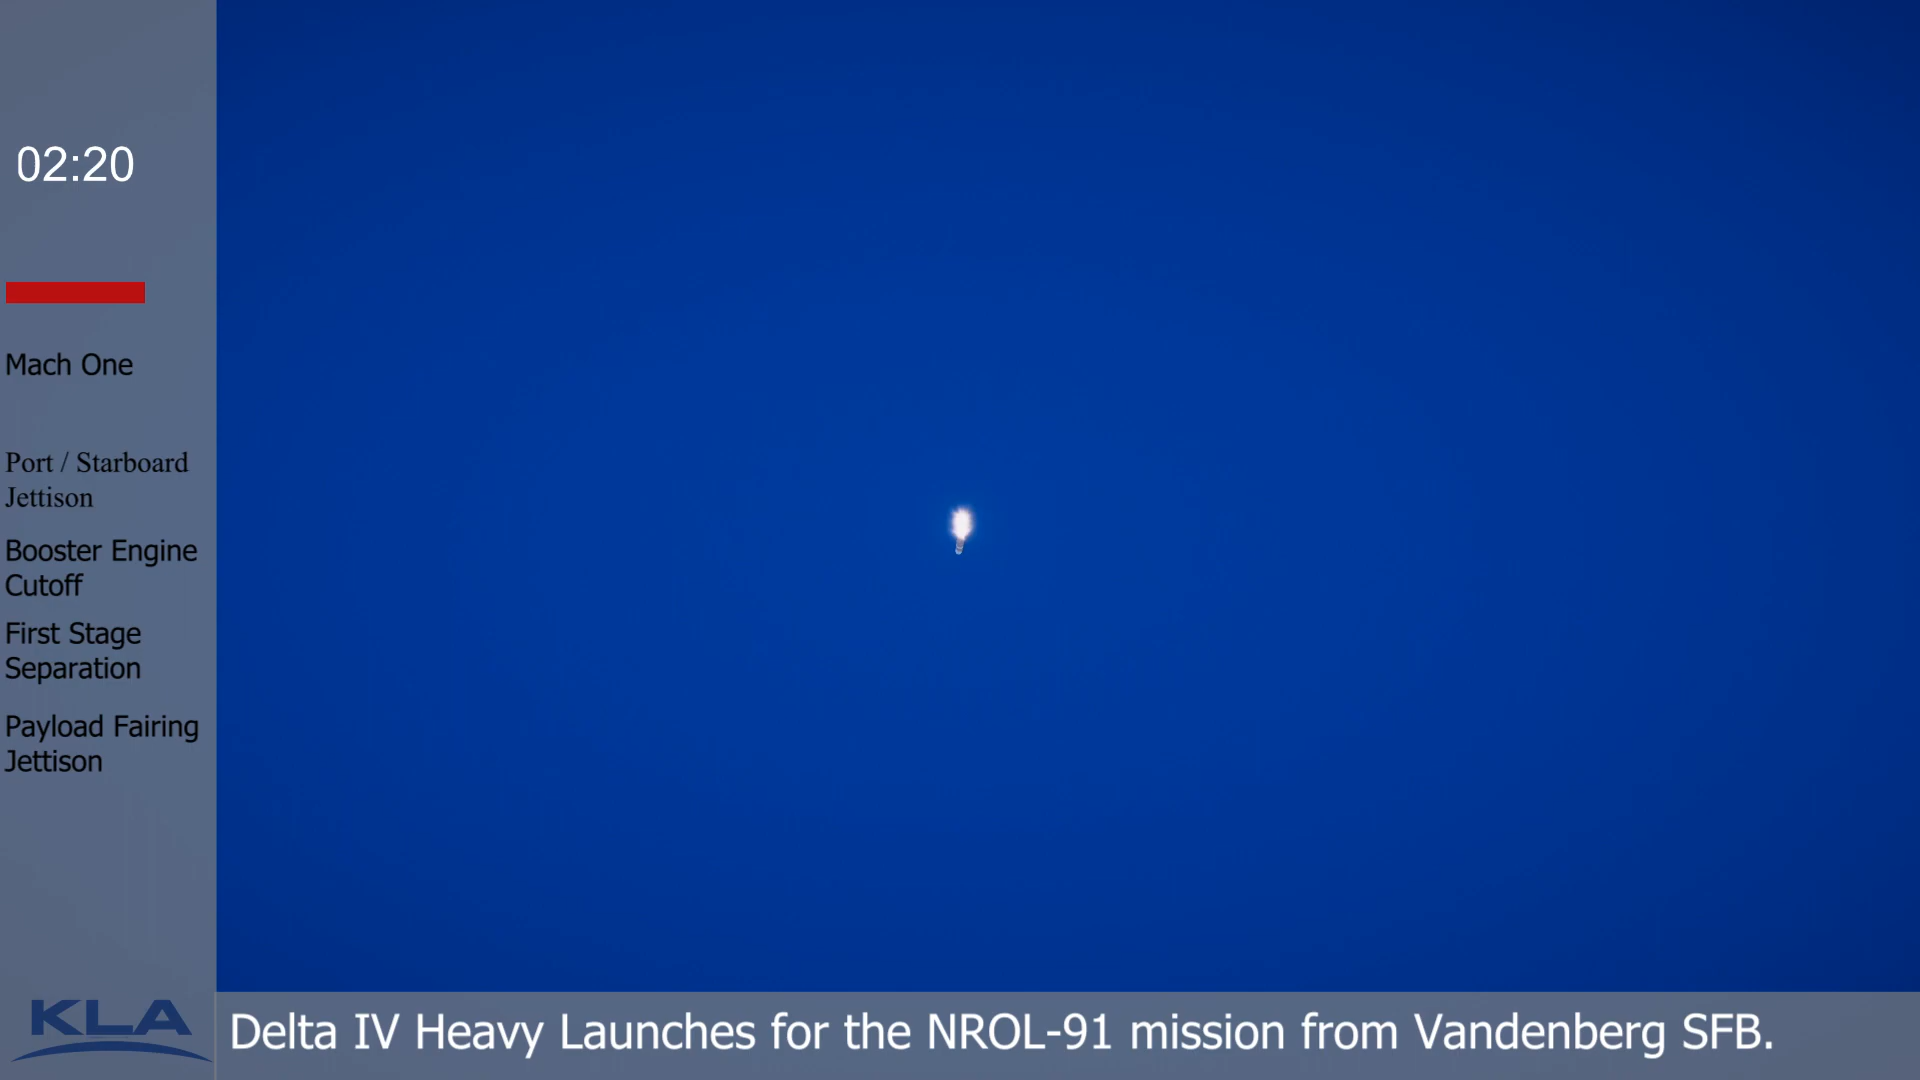 02:20
Mach One
Port / Starboard
Jettison
Booster Engine
Cutoff
First Stage
Separation
Payload Fairing
Jettison
KLA
Delta IV Heavy Launches for the NROL-91 mission from Vandenberg SFB.